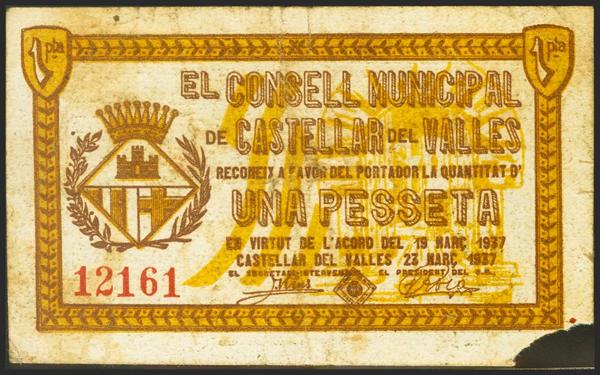 1 pta
1 pta
EL CONSELL MUNICIPAL
DE CASTELLAR DEL VALLES
RECONEIX A FAVOR DEL PORTADOR LA QUANTITAT D'
UNA PESSETA
EN VIRTUT DE L'ACORD DEL 19 MARÇ 1937
CASTELLAR DEL VALLES 23 MARÇ 1937
EL SECRETARI-INTERVENTOR EL PRESIDENT DEL C.M.
12161